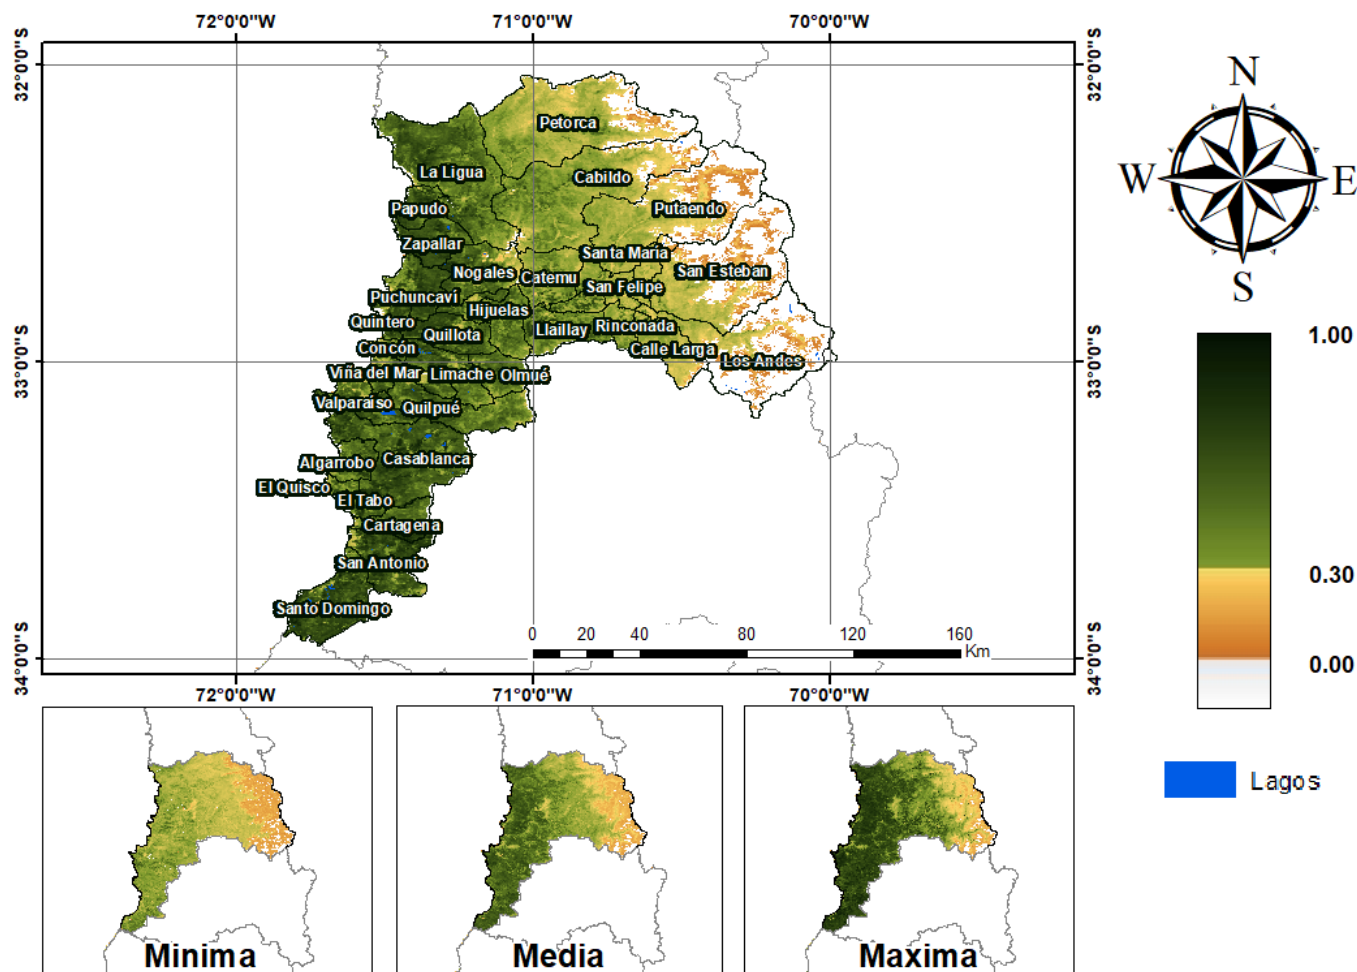 72°0'0"W 71°0'0"W 70°0'0"W
32°0'0"S 32°0'0"S
N
W E
S
Petorca
La Ligua
Cabildo
Papudo
Putaendo
Zapallar
Santa María
Nogales
Catemu
San Esteban
San Felipe
Puchuncaví
Hijuelas
Quintero
Quillota
Llaillay
Rinconada
Concón
Calle Larga
Los Andes
33°0'0"S 33°0'0"S
Viña del Mar
Limache
Olmué
Valparaíso
Quilpué
Algarrobo
Casablanca
El Quisco
El Tabo
Cartagena
San Antonio
Santo Domingo
1.00
0.30
0.00
0 20 40 80 120 160
Km
34°0'0"S 34°0'0"S
72°0'0"W 71°0'0"W 70°0'0"W
Lagos
Minima
Media
Maxima